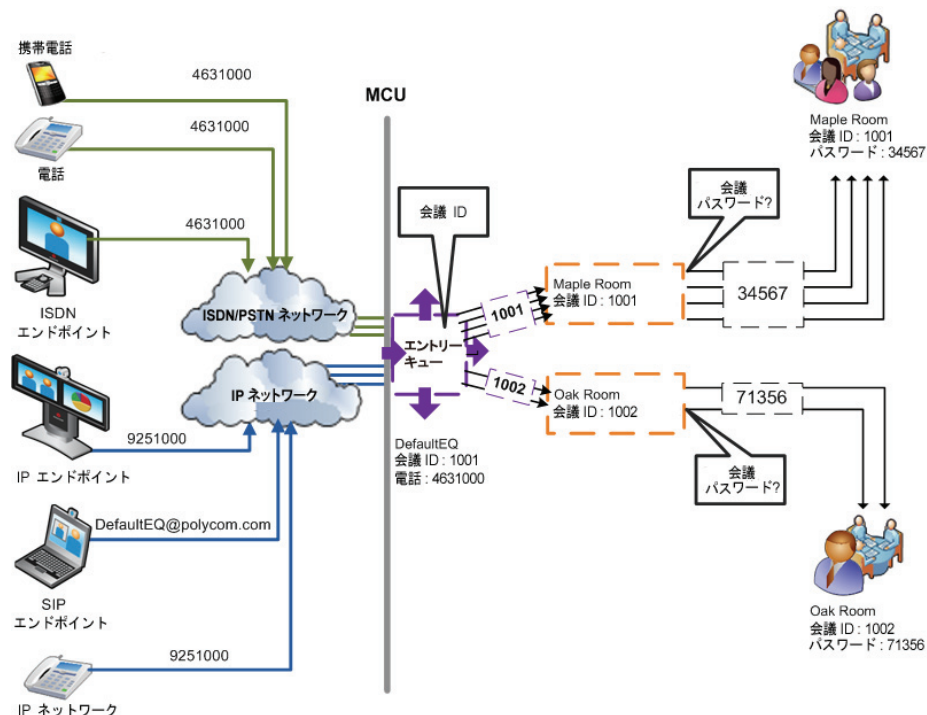 携帯電話
4631000
MCU
4631000
電話
4631000
ISDN
エンドポイント
ISDN/PSTN ネットワーク
IP ネットワーク
9251000
IP エンドポイント
DefaultEQ@polycom.com
SIP
エンドポイント
9251000
IP ネットワーク
会議 ID
エントリー
キュー
DefaultEQ
会議 ID : 1001
電話 : 4631000
1001
1002
Maple Room
会議 ID : 1001
Oak Room
会議 ID : 1002
会議
パスワード?
34567
71356
会議
パスワード?
Maple Room
会議 ID : 1001
パスワード : 34567
Oak Room
会議 ID : 1002
パスワード : 71356